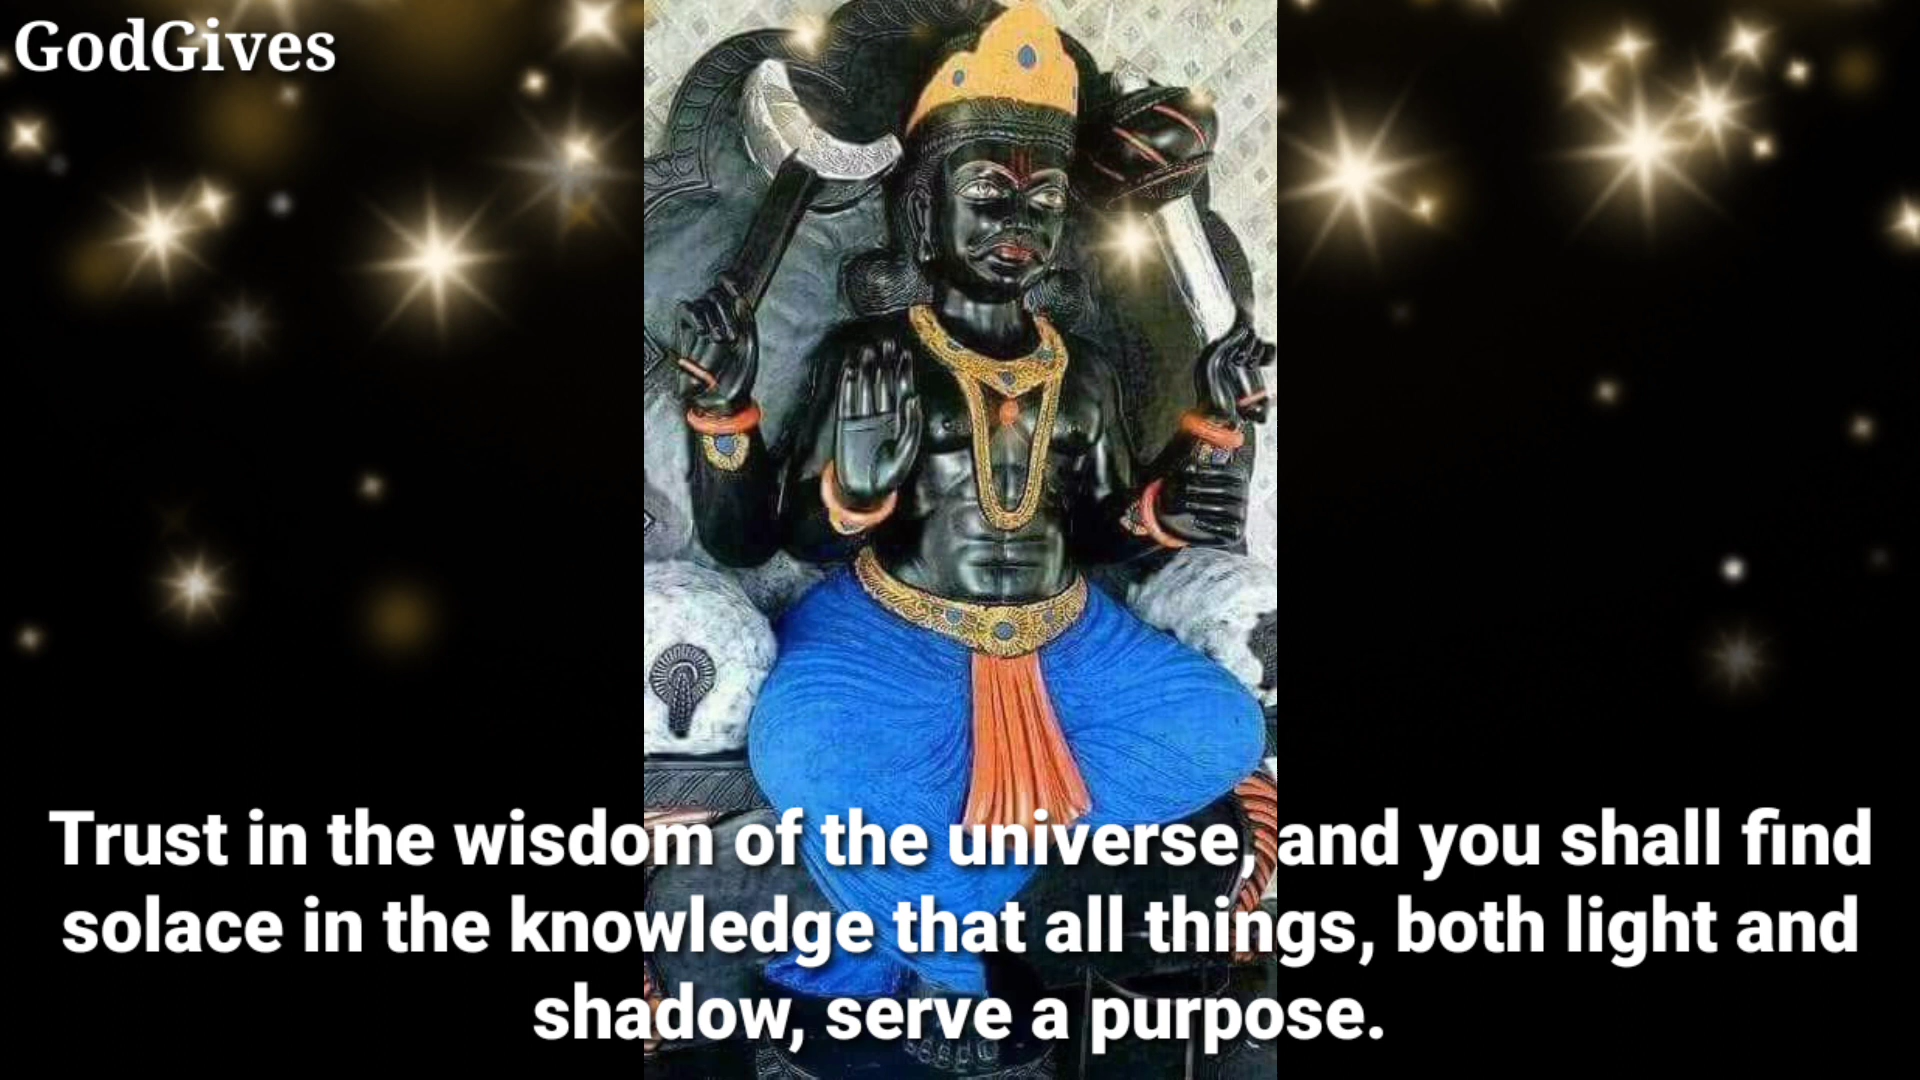 GodGives
Trust in the wisdom of the universe, and you shall find
solace in the knowledge that all things, both light and
shadow, serve a purpose.